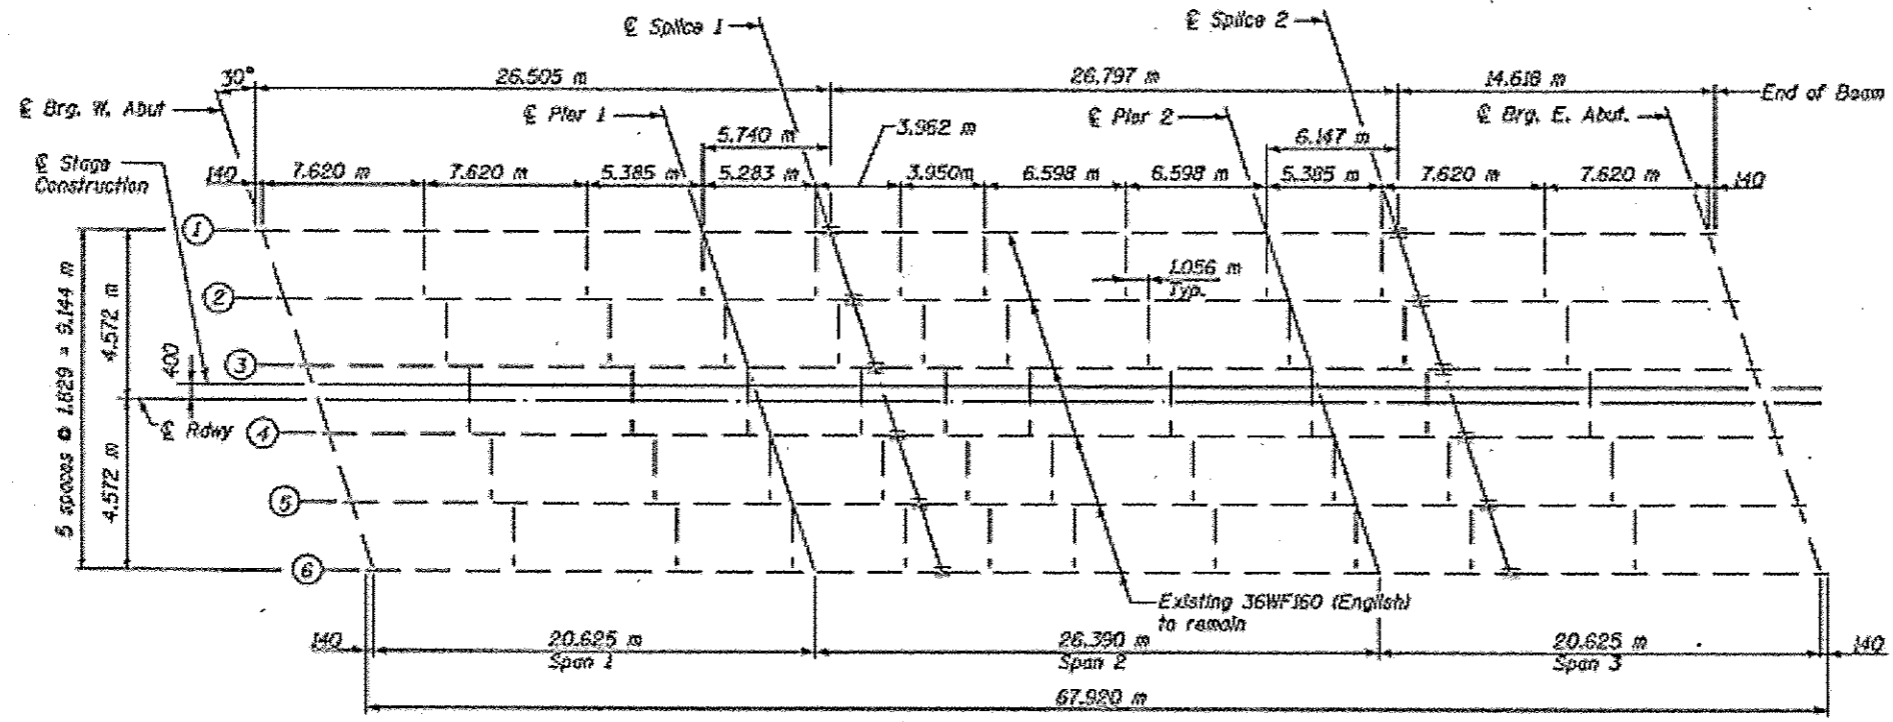 ℄ Splice 1
℄ Splice 2
30°
26.505 m
26.797 m
14.618 m
End of Beam
℄ Brg. W. Abut
℄ Pier 1
℄ Pier 2
℄ Brg. E. Abut.
5.740 m
3.962 m
6.147 m
℄ Stage
Construction
140
7.620 m
7.620 m
5.385 m
5.283 m
3.950m
6.598 m
6.598 m
5.385 m
7.620 m
7.620 m
140
1
2
3
4
5
6
1.056 m
Typ.
5 spaces @ 1.829 = 9.144 m
4.572 m
4.572 m
400
℄ Rdwy
Existing 36WF160 (English)
to remain
140
20.625 m
Span 1
26.390 m
Span 2
20.625 m
Span 3
140
67.920 m